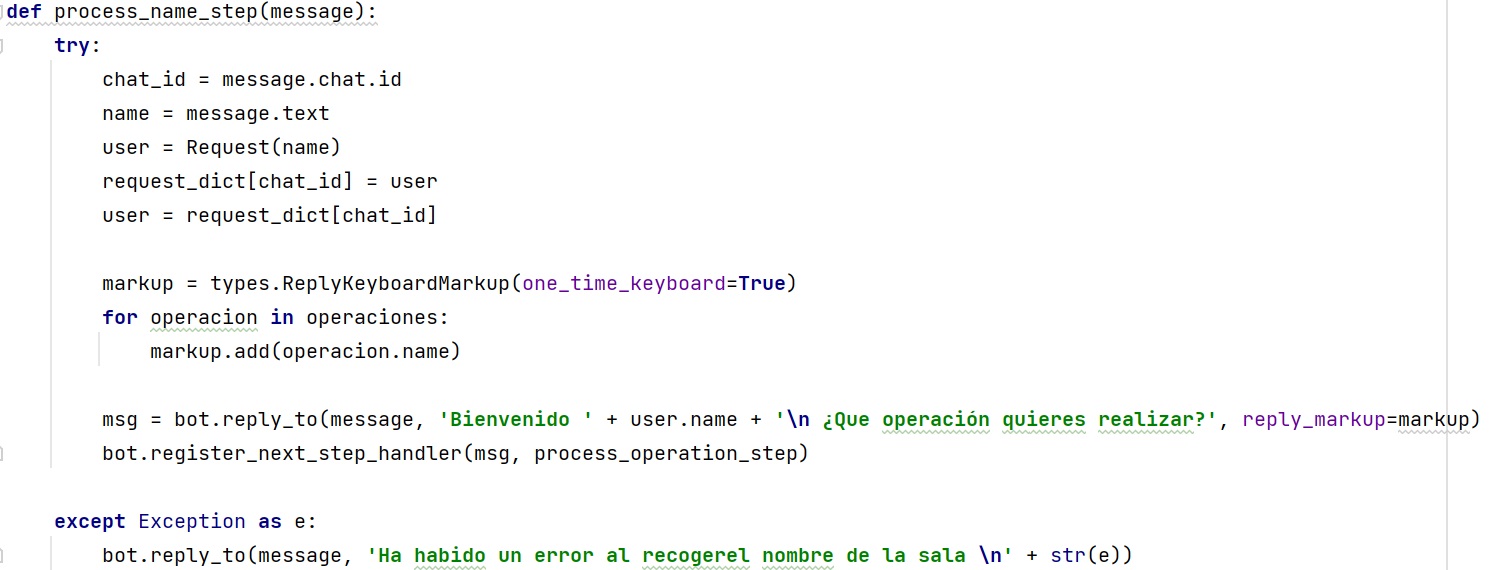 def process_name_step(message):
    try:
        chat_id = message.chat.id
        name = message.text
        user = Request(name)
        request_dict[chat_id] = user
        user = request_dict[chat_id]
        markup = types.ReplyKeyboardMarkup(one_time_keyboard=True)
        for operacion in operaciones:
            markup.add(operacion.name)
        msg = bot.reply_to(message, 'Bienvenido ' + user.name + '\n ¿Que operación quieres realizar?', reply_markup=markup)
        bot.register_next_step_handler(msg, process_operation_step)
    except Exception as e:
        bot.reply_to(message, 'Ha habido un error al recogerel nombre de la sala \n' + str(e))